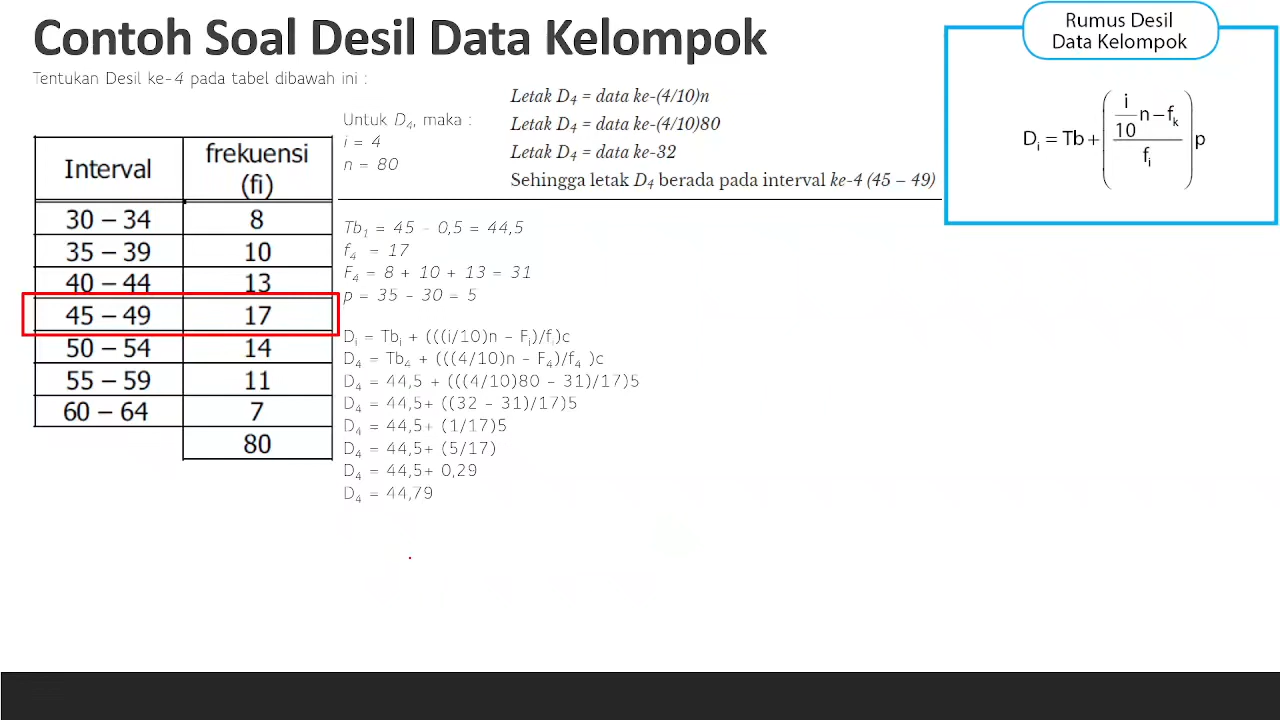 Contoh Soal Desil Data Kelompok
Tentukan Desil ke-4 pada tabel dibawah ini :
Interval frekuensi (fi)
30 – 34 8
35 – 39 10
40 – 44 13
45 – 49 17
50 – 54 14
55 – 59 11
60 – 64 7
80
Untuk D₄, maka :
i = 4
n = 80
Letak D₄ = data ke-(4/10)n
Letak D₄ = data ke-(4/10)80
Letak D₄ = data ke-32
Sehingga letak D₄ berada pada interval ke-4 (45 – 49)
Tb₁ = 45 – 0,5 = 44,5
f₄ = 17
F₄ = 8 + 10 + 13 = 31
p = 35 – 30 = 5
Dᵢ = Tbᵢ + (((i/10)n – Fᵢ)/fᵢ)c
D₄ = Tb₄ + (((4/10)n – F₄)/f₄ )c
D₄ = 44,5 + (((4/10)80 – 31)/17)5
D₄ = 44,5+ ((32 – 31)/17)5
D₄ = 44,5+ (1/17)5
D₄ = 44,5+ (5/17)
D₄ = 44,5+ 0,29
D₄ = 44,79
Rumus Desil
Data Kelompok
Dᵢ = Tb + ((i/10 n – fₖ)/fᵢ) p